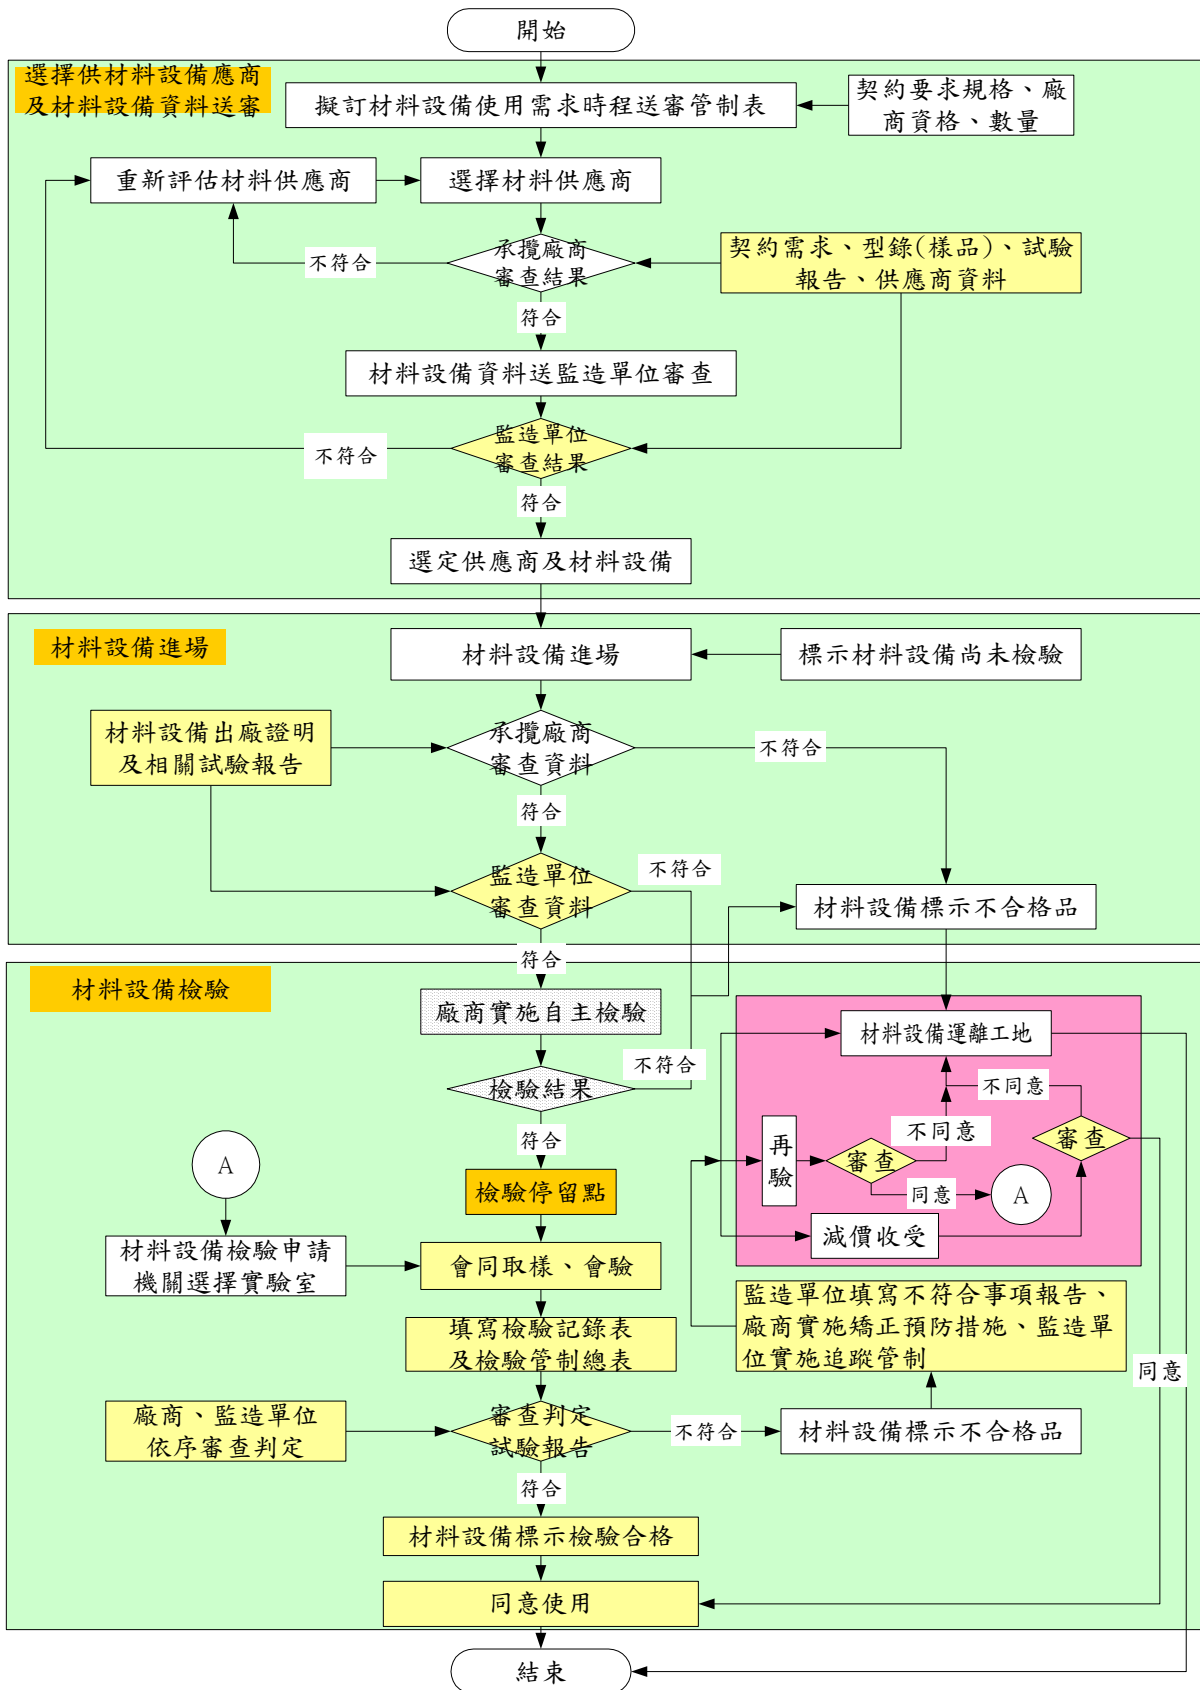 開始
選擇供材料設備應商
及材料設備資料送審
擬訂材料設備使用需求時程送審管制表
契約要求規格、廠
商資格、數量
重新評估材料供應商
選擇材料供應商
承攬廠商
審查結果
不符合
契約需求、型錄(樣品)、試驗
報告、供應商資料
符合
材料設備資料送監造單位審查
監造單位
審查結果
不符合
符合
選定供應商及材料設備
材料設備進場
材料設備進場
標示材料設備尚未檢驗
材料設備出廠證明
及相關試驗報告
承攬廠商
審查資料
不符合
符合
監造單位
審查資料
不符合
材料設備標示不合格品
符合
材料設備檢驗
廠商實施自主檢驗
材料設備運離工地
不符合
檢驗結果
不同意
符合
再
驗
不同意
審查
審查
A
同意
A
檢驗停留點
減價收受
材料設備檢驗申請
機關選擇實驗室
會同取樣、會驗
填寫檢驗記錄表
及檢驗管制總表
監造單位填寫不符合事項報告、
廠商實施矯正預防措施、監造單
位實施追蹤管制
同意
廠商、監造單位
依序審查判定
審查判定
試驗報告
不符合
材料設備標示不合格品
符合
材料設備標示檢驗合格
同意使用
結束